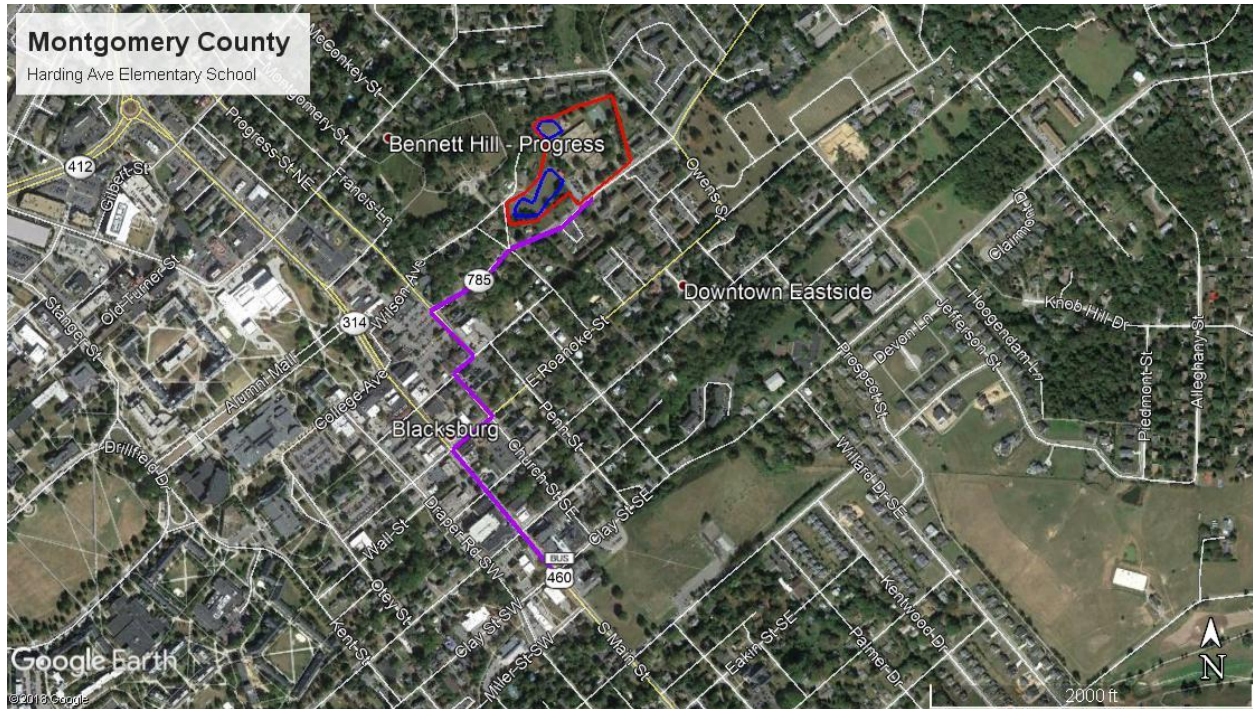 Montgomery County
Harding Ave Elementary School
McConkey St
E Montgomery St
Progress St NE
Francis Ln
412
Gilbert St
Bennett Hill - Progress
Owens St
Old Turner St
Stanger St
Wilson Ave
314
785
Downtown Eastside
Clairmont Dr
Knob Hill Dr
Hoogendam Ln
Jefferson St
Devon Ln
Alleghany St
Piedmont St
Prospect St
E Roanoke St
Alumni Mall
College Ave
Drillfield Dr
Blacksburg
Penn St
Church St SE
Willard Dr SE
Clay St SE
Draper Rd SW
Wall St
Otey St
Kent St
BUS
460
Clay St SW
Miller St SW
S Main St
Eakin St SE
Palmer Dr
Kentwood Dr
Google Earth
©2018 Google
N
2000 ft